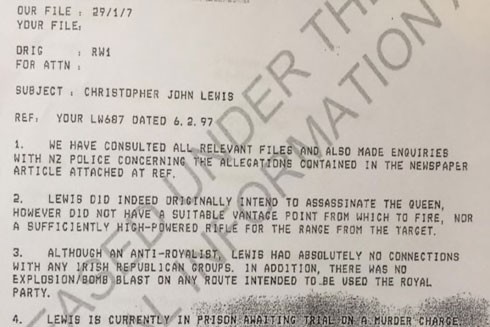 OUR FILE : 29/1/7
YOUR FILE:
ORIG : RW1
FOR ATTN :
SUBJECT : CHRISTOPHER JOHN LEWIS
REF: YOUR LW687 DATED 6.2.97
1. WE HAVE CONSULTED ALL RELEVANT FILES AND ALSO MADE ENQUIRIES
WITH NZ POLICE CONCERNING THE ALLEGATIONS CONTAINED IN THE NEWSPAPER
ARTICLE ATTACHED AT REF.
2. LEWIS DID INDEED ORIGINALLY INTEND TO ASSASSINATE THE QUEEN,
HOWEVER DID NOT HAVE A SUITABLE VANTAGE POINT FROM WHICH TO FIRE, NOR
A SUFFICIENTLY HIGH-POWERED RIFLE FOR THE RANGE FROM THE TARGET.
3. ALTHOUGH AN ANTI-ROYALIST, LEWIS HAD ABSOLUTELY NO CONNECTIONS
WITH ANY IRISH REPUBLICAN GROUPS. IN ADDITION, THERE WAS NO
EXPLOSION/BOMB BLAST ON ANY ROUTE INTENDED TO BE USED THE ROYAL
PARTY.
4. LEWIS IS CURRENTLY IN PRISON AWAITING TRIAL ON A MURDER CHARGE
EASED UNDER THE
L INFORMATION A